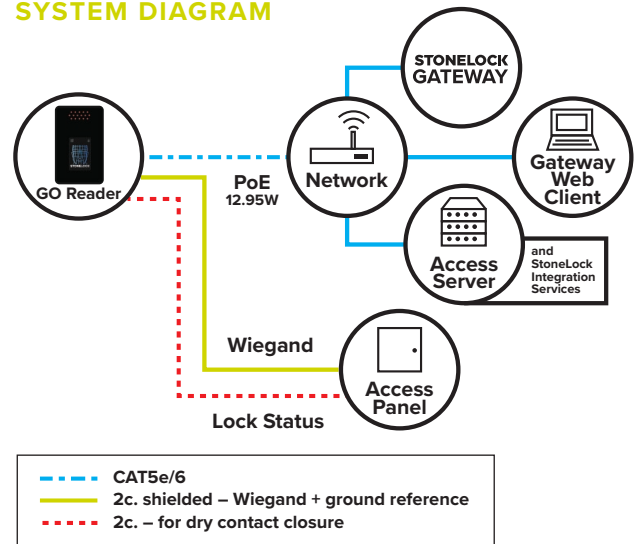 SYSTEM DIAGRAM
STONELOCK
GATEWAY
STONELOCK
GO Reader
PoE
12.95W
Network
Gateway
Web
Client
Access
Server
and
StoneLock
Integration
Services
Wiegand
Access
Panel
Lock Status
CAT5e/6
2c. shielded – Wiegand + ground reference
2c. – for dry contact closure